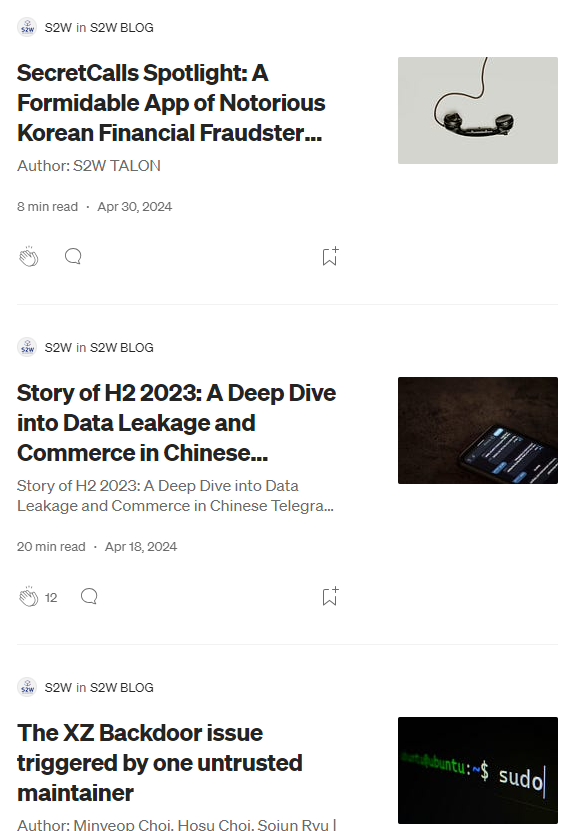 S2W in S2W BLOG
SecretCalls Spotlight: A
Formidable App of Notorious
Korean Financial Fraudster...
Author: S2W TALON
8 min read · Apr 30, 2024
S2W in S2W BLOG
Story of H2 2023: A Deep Dive
into Data Leakage and
Commerce in Chinese...
Story of H2 2023: A Deep Dive into Data
Leakage and Commerce in Chinese Telegra...
20 min read · Apr 18, 2024
12
S2W in S2W BLOG
The XZ Backdoor issue
triggered by one untrusted
maintainer
ubuntu:~$ sudo
Author: Minyeop Choi, Hosu Choi, Sojun Ryu |